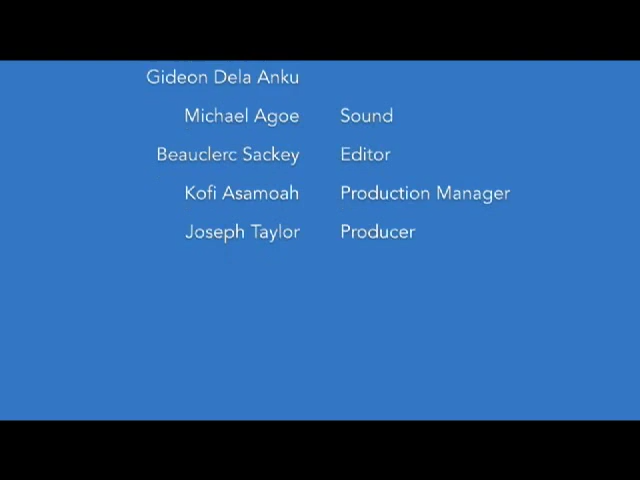 Gideon Dela Anku
Michael Agoe Sound
Beauclerc Sackey Editor
Kofi Asamoah Production Manager
Joseph Taylor Producer